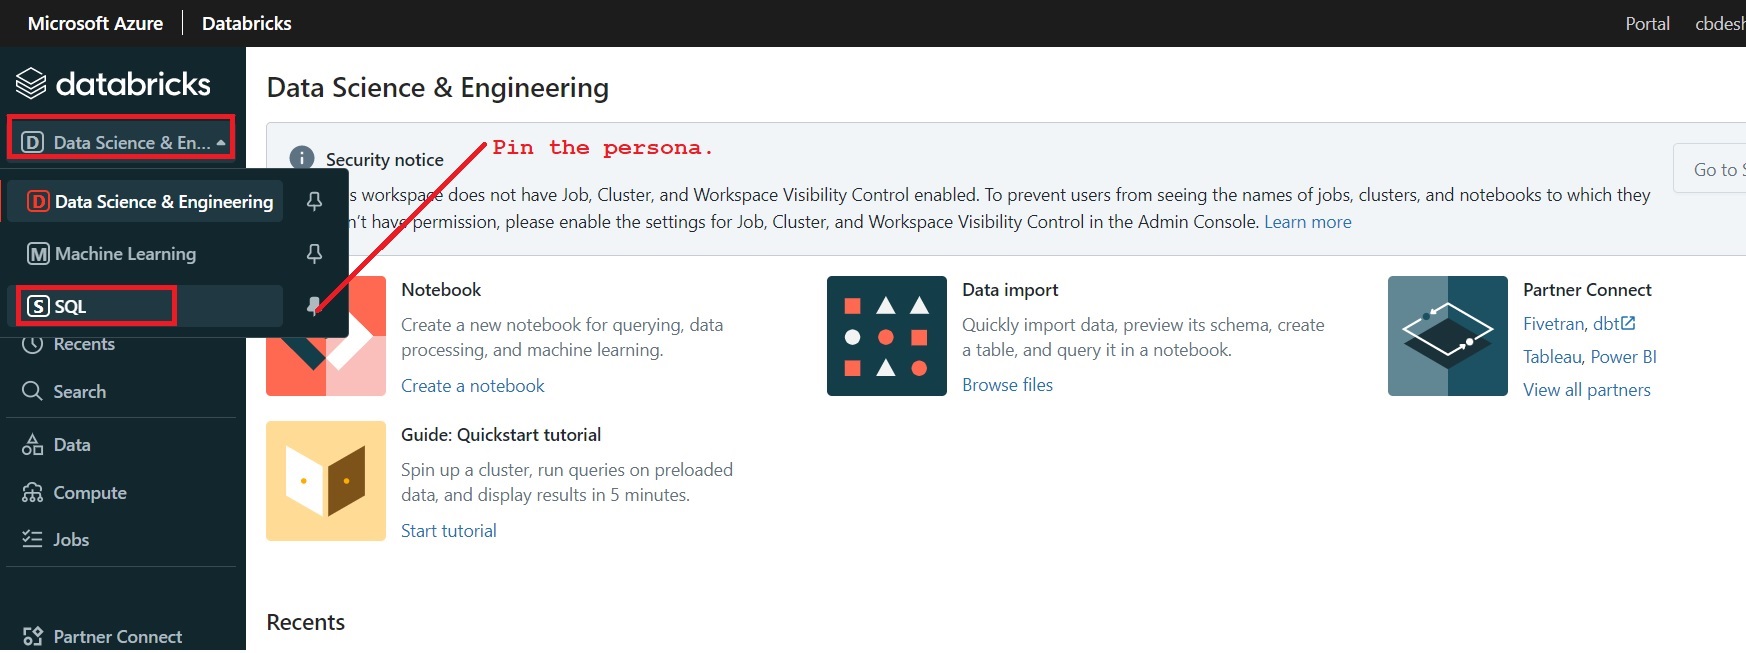 Microsoft Azure | Databricks
Portal
databricks
D Data Science & En...
D Data Science & Engineering
M Machine Learning
S SQL
Recents
Search
Data
Compute
Jobs
Partner Connect
Data Science & Engineering
Pin the persona.
Security notice
s workspace does not have Job, Cluster, and Workspace Visibility Control enabled. To prevent users from seeing the names of jobs, clusters, and notebooks to which they
n't have permission, please enable the settings for Job, Cluster, and Workspace Visibility Control in the Admin Console. Learn more
Go to
Notebook
Create a new notebook for querying, data
processing, and machine learning.
Create a notebook
Data import
Quickly import data, preview its schema, create
a table, and query it in a notebook.
Browse files
Partner Connect
Fivetran, dbt
Tableau, Power BI
View all partners
Guide: Quickstart tutorial
Spin up a cluster, run queries on preloaded
data, and display results in 5 minutes.
Start tutorial
Recents